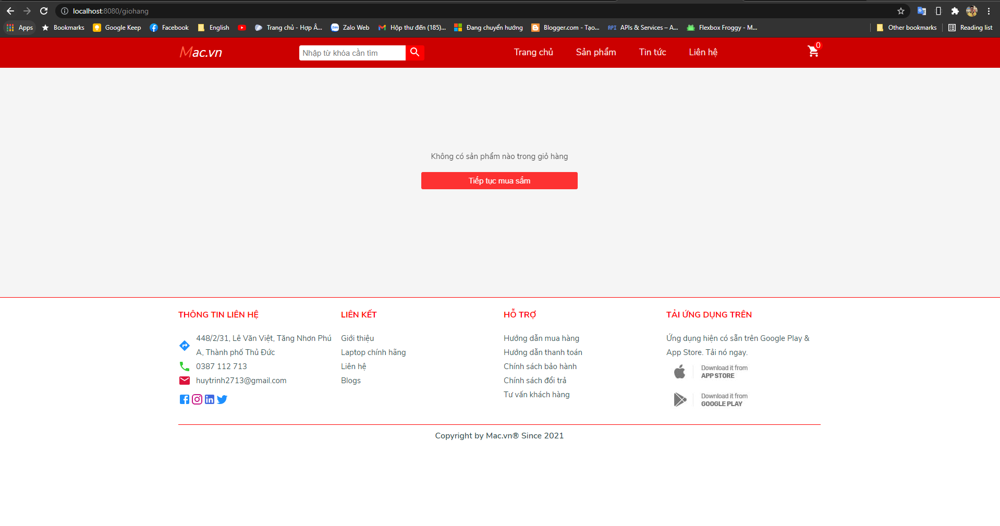 localhost:8080/giohang
Apps Bookmarks Google Keep Facebook English Trang chủ - Hợp Â... Zalo Web Hộp thư đến (185)... Đang chuyển hướng Blogger.com - Tạo... API APIs & Services – A... Flexbox Froggy - M... Other bookmarks Reading list
Mac.vn Nhập từ khóa cần tìm Trang chủ Sản phẩm Tin tức Liên hệ 0
Không có sản phẩm nào trong giỏ hàng
Tiếp tục mua sắm
THÔNG TIN LIÊN HỆ
448/2/31, Lê Văn Việt, Tăng Nhơn Phú
A, Thành phố Thủ Đức
0387 112 713
huytrinh2713@gmail.com
LIÊN KẾT
Giới thiệu
Laptop chính hãng
Liên hệ
Blogs
HỖ TRỢ
Hướng dẫn mua hàng
Hướng dẫn thanh toán
Chính sách bảo hành
Chính sách đổi trả
Tư vấn khách hàng
TẢI ỨNG DỤNG TRÊN
Ứng dụng hiện có sẵn trên Google Play &
App Store. Tải nó ngay.
Download it from
APP STORE
Download it from
GOOGLE PLAY
Copyright by Mac.vn® Since 2021